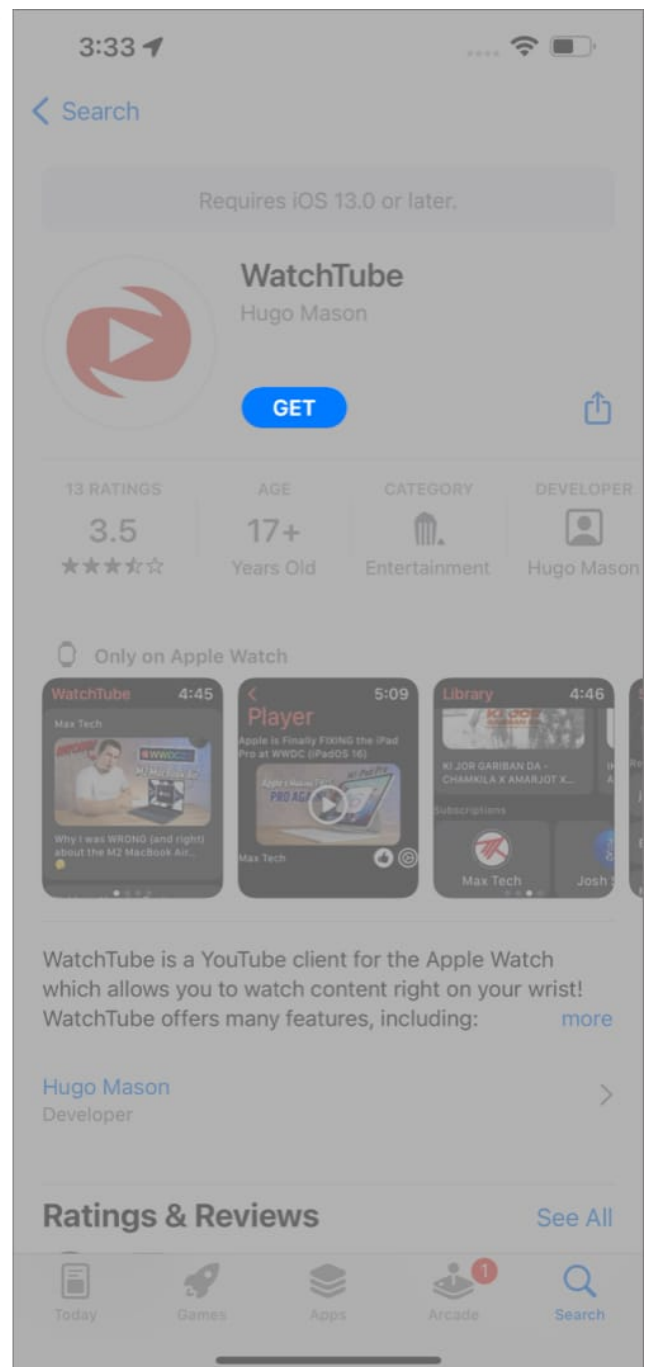 3:33
Search
Requires iOS 13.0 or later.
WatchTube
Hugo Mason
GET
13 RATINGS
3.5
AGE
17+
Years Old
CATEGORY
Entertainment
DEVELOPER
Hugo Mason
Only on Apple Watch
WatchTube 4:45
Max Tech
WWDC
M2 MacBook Air
Why I was WRONG (and right)
about the M2 MacBook Air...
5:09
Player
Apple is Finally FIXING the iPad
Pro at WWDC (iPadOS 16)
Max Tech
Library 4:46
KI JOR GARIBAN DA -
CHAMKILA X AMARJOT X...
Subscriptions
Max Tech
Josh
WatchTube is a YouTube client for the Apple Watch
which allows you to watch content right on your wrist!
WatchTube offers many features, including: more
Hugo Mason
Developer
Ratings & Reviews See All
1
Today Games Apps Arcade Search